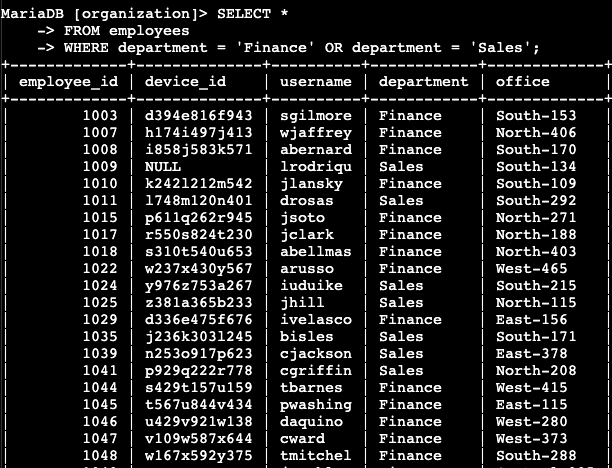 MariaDB [organization]> SELECT *
    -> FROM employees
    -> WHERE department = 'Finance' OR department = 'Sales';
+-------------+--------------+----------+------------+-------------+
| employee_id | device_id    | username | department | office
+-------------+--------------+----------+------------+-------------+
|        1003 | d394e816f943 | sgilmore | Finance    | South-153
|        1007 | h174i497j413 | wjaffrey | Finance    | North-406
|        1008 | i858j583k571 | abernard | Finance    | South-170
|        1009 | NULL         | lrodriqu | Sales      | South-134
|        1010 | k242l212m542 | jlansky  | Finance    | South-109
|        1011 | l748m120n401 | drosas   | Sales      | South-292
|        1015 | p611q262r945 | jsoto    | Finance    | North-271
|        1017 | r550s824t230 | jclark   | Finance    | North-188
|        1018 | s310t540u653 | abellmas | Finance    | North-403
|        1022 | w237x430y567 | arusso   | Finance    | West-465
|        1024 | y976z753a267 | iuduike  | Sales      | South-215
|        1025 | z381a365b233 | jhill    | Sales      | North-115
|        1029 | d336e475f676 | ivelasco | Finance    | East-156
|        1035 | j236k303l245 | bisles   | Sales      | South-171
|        1039 | n253o917p623 | cjackson | Sales      | East-378
|        1041 | p929q222r778 | cgriffin | Sales      | North-208
|        1044 | s429t157u159 | tbarnes  | Finance    | West-415
|        1045 | t567u844v434 | pwashing | Finance    | East-115
|        1046 | u429v921w138 | daquino  | Finance    | West-280
|        1047 | v109w587x644 | cward    | Finance    | West-373
|        1048 | w167x592y375 | tmitchel | Finance    | South-288